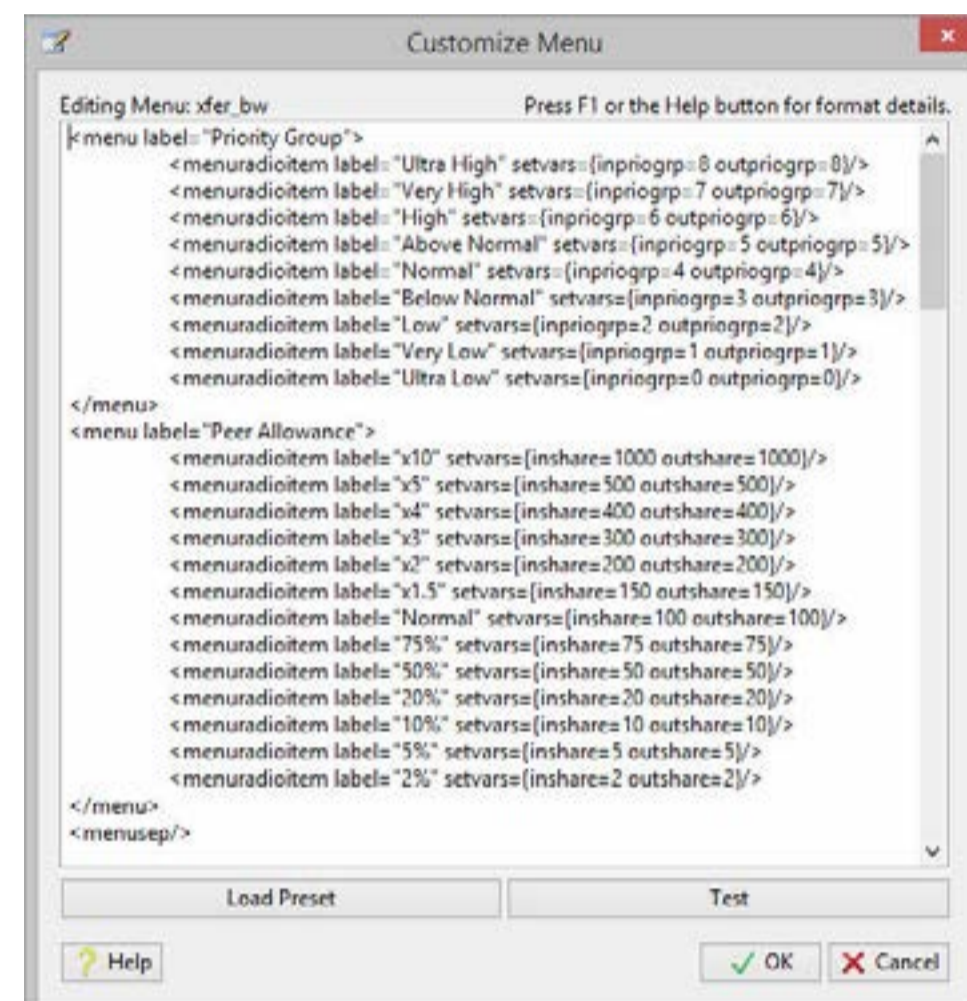 Customize Menu
Editing Menu: xfer_bw Press F1 or the Help button for format details.
<menu label="Priority Group">
<menuradioitem label="Ultra High" setvars={inpriogrp=8 outpriogrp=8}/>
<menuradioitem label="Very High" setvars={inpriogrp=7 outpriogrp=7}/>
<menuradioitem label="High" setvars={inpriogrp=6 outpriogrp=6}/>
<menuradioitem label="Above Normal" setvars={inpriogrp=5 outpriogrp=5}/>
<menuradioitem label="Normal" setvars={inpriogrp=4 outpriogrp=4}/>
<menuradioitem label="Below Normal" setvars={inpriogrp=3 outpriogrp=3}/>
<menuradioitem label="Low" setvars={inpriogrp=2 outpriogrp=2}/>
<menuradioitem label="Very Low" setvars={inpriogrp=1 outpriogrp=1}/>
<menuradioitem label="Ultra Low" setvars={inpriogrp=0 outpriogrp=0}/>
</menu>
<menu label="Peer Allowance">
<menuradioitem label="x10" setvars={inshare=1000 outshare=1000}/>
<menuradioitem label="x5" setvars={inshare=500 outshare=500}/>
<menuradioitem label="x4" setvars={inshare=400 outshare=400}/>
<menuradioitem label="x3" setvars={inshare=300 outshare=300}/>
<menuradioitem label="x2" setvars={inshare=200 outshare=200}/>
<menuradioitem label="x1.5" setvars={inshare=150 outshare=150}/>
<menuradioitem label="Normal" setvars={inshare=100 outshare=100}/>
<menuradioitem label="75%" setvars={inshare=75 outshare=75}/>
<menuradioitem label="50%" setvars={inshare=50 outshare=50}/>
<menuradioitem label="20%" setvars={inshare=20 outshare=20}/>
<menuradioitem label="10%" setvars={inshare=10 outshare=10}/>
<menuradioitem label="5%" setvars={inshare=5 outshare=5}/>
<menuradioitem label="2%" setvars={inshare=2 outshare=2}/>
</menu>
<menusep/>
Load Preset Test
Help OK Cancel